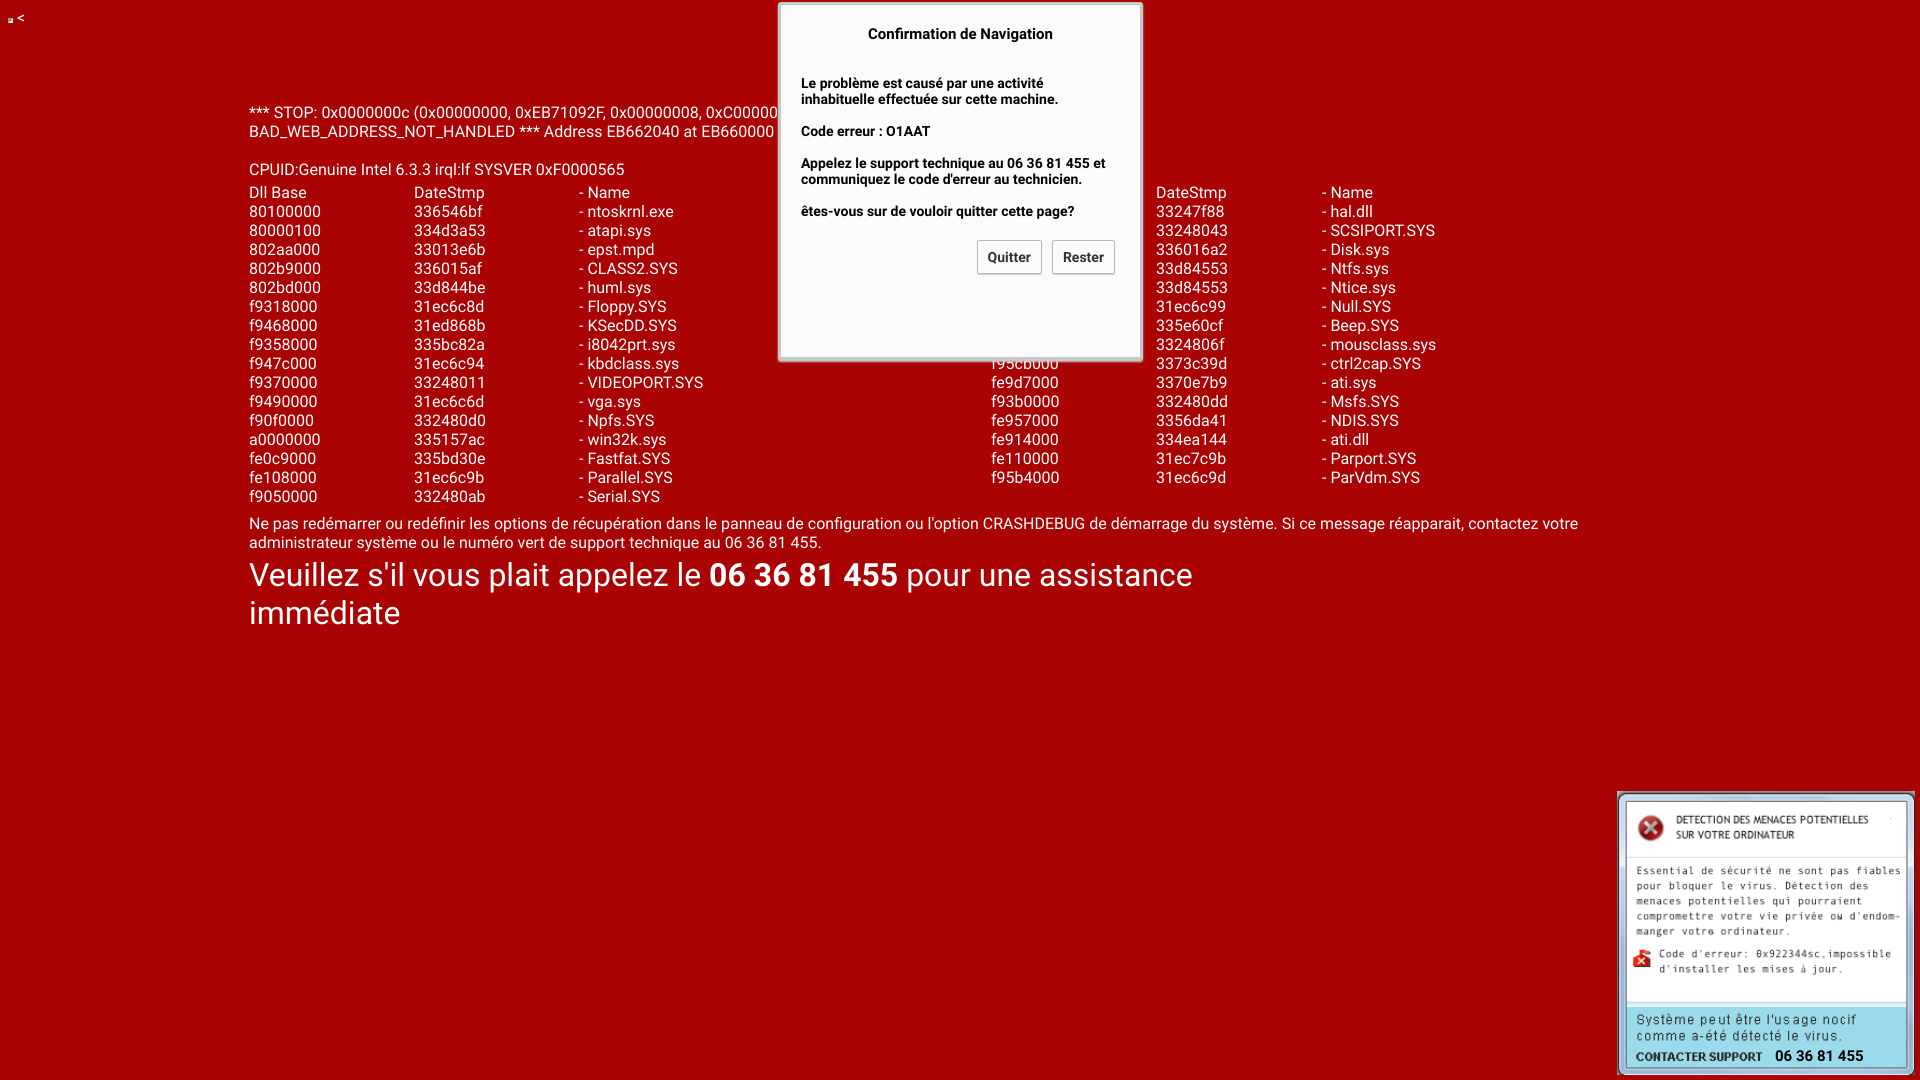 <
*** STOP: 0x0000000c (0x00000000, 0xEB71092F, 0x00000008, 0xC00000
BAD_WEB_ADDRESS_NOT_HANDLED *** Address EB662040 at EB660000
CPUID:Genuine Intel 6.3.3 irql:lf SYSVER 0xF0000565
Dll Base DateStmp - Name
80100000 336546bf - ntoskrnl.exe
80000100 334d3a53 - atapi.sys
802aa000 33013e6b - epst.mpd
802b9000 336015af - CLASS2.SYS
802bd000 33d844be - huml.sys
f9318000 31ec6c8d - Floppy.SYS
f9468000 31ed868b - KSecDD.SYS
f9358000 335bc82a - i8042prt.sys
f947c000 31ec6c94 - kbdclass.sys
f9370000 33248011 - VIDEOPORT.SYS
f9490000 31ec6c6d - vga.sys
f90f0000 332480d0 - Npfs.SYS
a0000000 335157ac - win32k.sys
fe0c9000 335bd30e - Fastfat.SYS
fe108000 31ec6c9b - Parallel.SYS
f9050000 332480ab - Serial.SYS
DateStmp - Name
33247f88 - hal.dll
33248043 - SCSIPORT.SYS
336016a2 - Disk.sys
33d84553 - Ntfs.sys
33d84553 - Ntice.sys
31ec6c99 - Null.SYS
335e60cf - Beep.SYS
3324806f - mousclass.sys
f95cb000 3373c39d - ctrl2cap.SYS
fe9d7000 3370e7b9 - ati.sys
f93b0000 332480dd - Msfs.SYS
fe957000 3356da41 - NDIS.SYS
fe914000 334ea144 - ati.dll
fe110000 31ec7c9b - Parport.SYS
f95b4000 31ec6c9d - ParVdm.SYS
Ne pas redémarrer ou redéfinir les options de récupération dans le panneau de configuration ou l'option CRASHDEBUG de démarrage du système. Si ce message réapparait, contactez votre
administrateur système ou le numéro vert de support technique au 06 36 81 455.
Veuillez s'il vous plait appelez le 06 36 81 455 pour une assistance
immédiate
Confirmation de Navigation
Le problème est causé par une activité
inhabituelle effectuée sur cette machine.
Code erreur : O1AAT
Appelez le support technique au 06 36 81 455 et
communiquez le code d'erreur au technicien.
êtes-vous sur de vouloir quitter cette page?
Quitter Rester
DETECTION DES MENACES POTENTIELLES
SUR VOTRE ORDINATEUR
Essential de sécurité ne sont pas fiables
pour bloquer le virus. Détection des
menaces potentielles qui pourraient
compromettre votre vie privée ou d'endom-
manger votre ordinateur.
Code d'erreur: 0x922344sc,impossible
d'installer les mises à jour.
Système peut être l'usage nocif
comme a-été détecté le virus.
CONTACTER SUPPORT 06 36 81 455